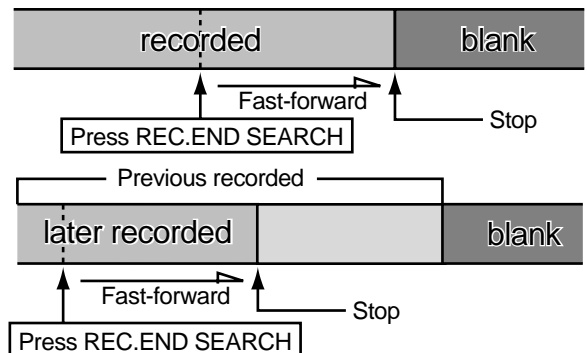 recorded
blank
Fast-forward
Stop
Press REC.END SEARCH
Previous recorded
later recorded
blank
Fast-forward
Stop
Press REC.END SEARCH